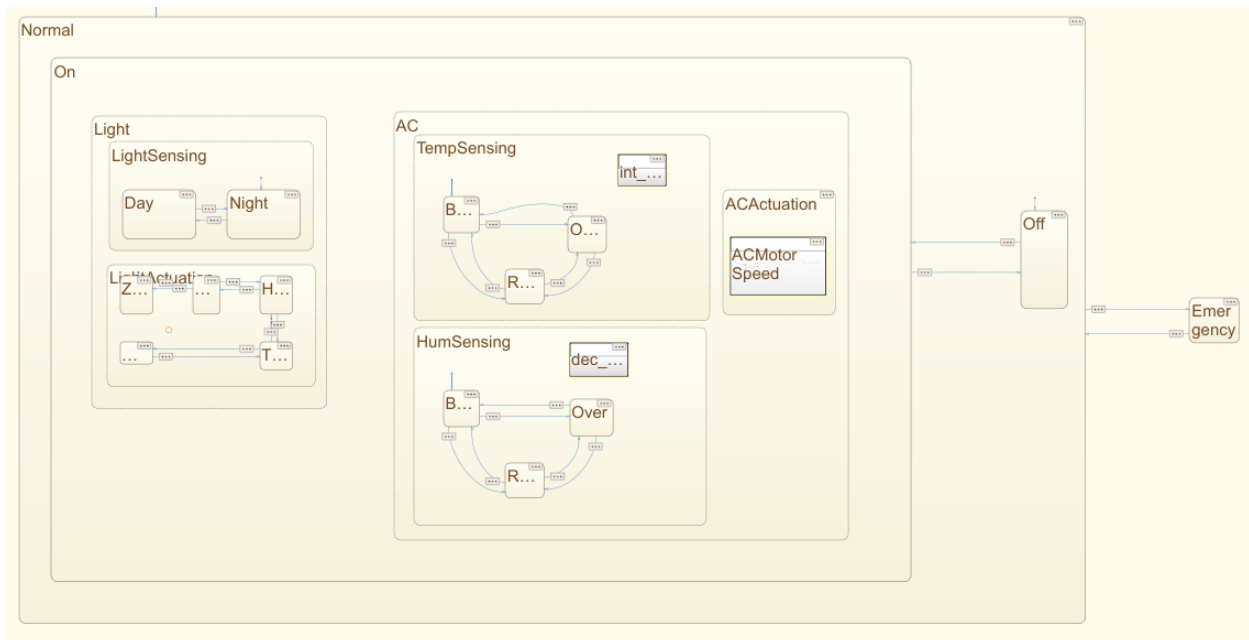 Normal
On
Light
LightSensing
Day
Night
LightActuation
Z...
...
H...
...
T...
AC
TempSensing
int_...
B...
O...
R...
ACActuation
ACMotor
Speed
HumSensing
dec_...
B...
Over
R...
Off
Emer
gency